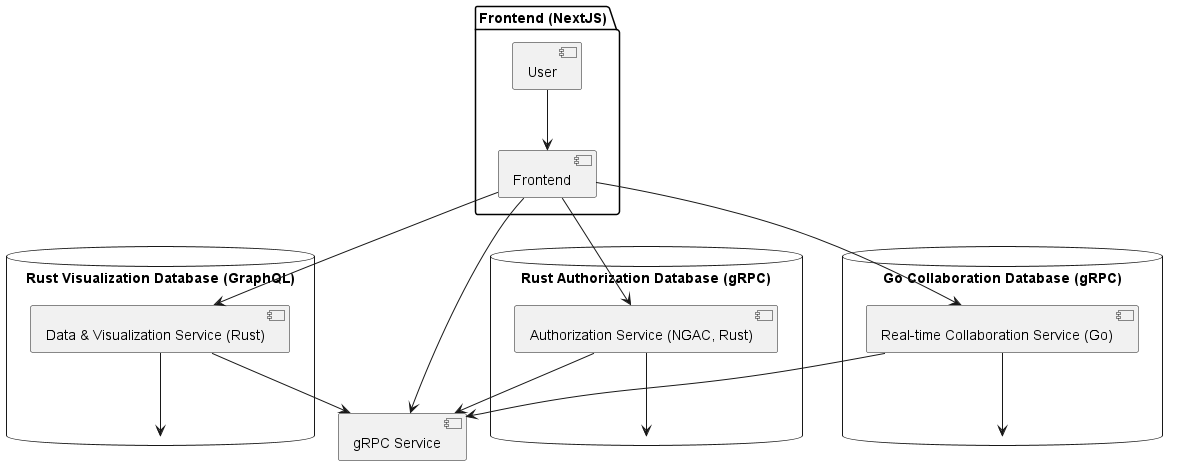 Frontend (NextJS)
User
Frontend
Rust Visualization Database (GraphQL)
Rust Authorization Database (gRPC)
Go Collaboration Database (gRPC)
Data & Visualization Service (Rust)
Authorization Service (NGAC, Rust)
Real-time Collaboration Service (Go)
gRPC Service